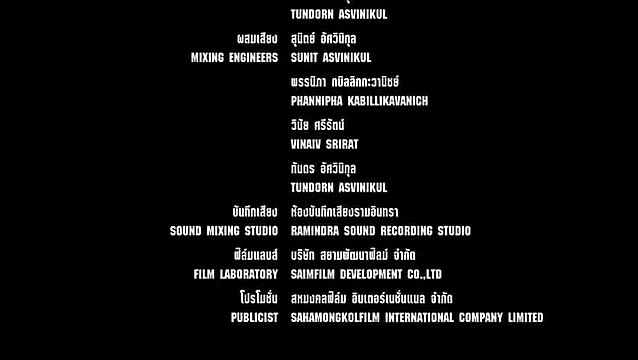 TUNDORN ASVINIKUL
ผสมเสียง สุนิตย์ อัศวินิกุล
MIXING ENGINEERS SUNIT ASVINIKUL
พรรนิภา กบิลลิกกะวานิชย์
PHANNIPHA KABILLIKAVANICH
วินัย ศรีรัตน์
VINAIV SRIRAT
ทันดร อัศวินิกุล
TUNDORN ASVINIKUL
บันทึกเสียง ห้องบันทึกเสียงรามอินทรา
SOUND MIXING STUDIO RAMINDRA SOUND RECORDING STUDIO
ฟิล์มแลบส์ บริษัท สยามพัฒนาฟิลม์ จำกัด
FILM LABORATORY SAIMFILM DEVELOPMENT CO.,LTD
โปรโมชั่น สหมงคลฟิล์ม อินเตอร์เนชั่นแนล จำกัด
PUBLICIST SAHAMONGKOLFILM INTERNATIONAL COMPANY LIMITED